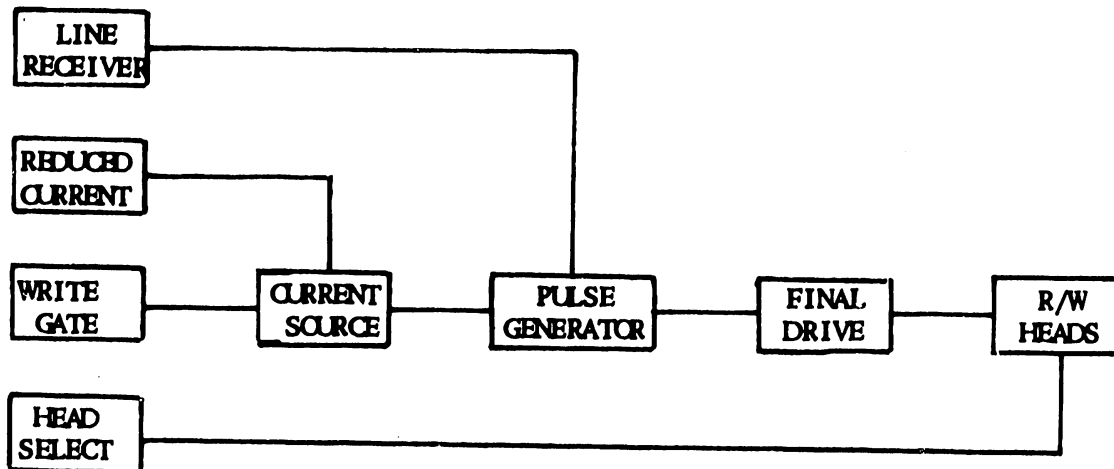 LINE
RECEIVER
REDUCED
CURRENT
WRITE
GATE
CURRENT
SOURCE
PULSE
GENERATOR
FINAL
DRIVE
R/W
HEADS
HEAD
SELECT